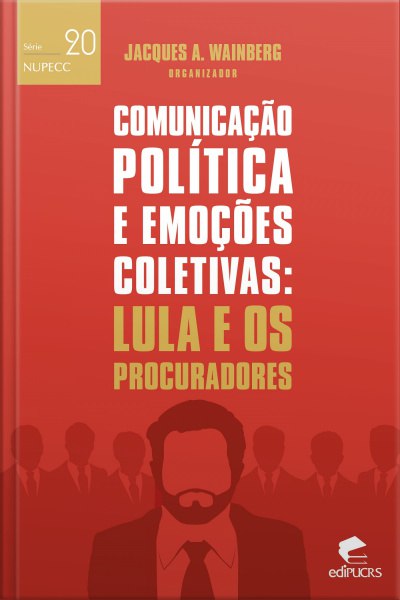 Série 20
NUPECC
JACQUES A. WAINBERG
ORGANIZADOR
COMUNICAÇÃO
POLÍTICA
E EMOÇÕES
COLETIVAS:
LULA E OS
PROCURADORES
ediPUCRS